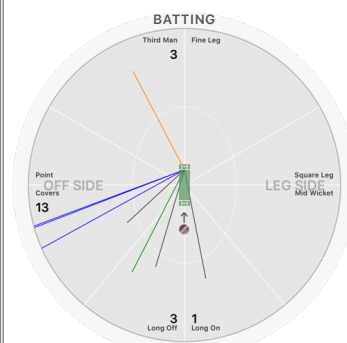 BATTING
Third Man Fine Leg
3
Point Square Leg
OFF SIDE LEG SIDE
Covers Mid Wicket
13
3 1
Long Off Long On